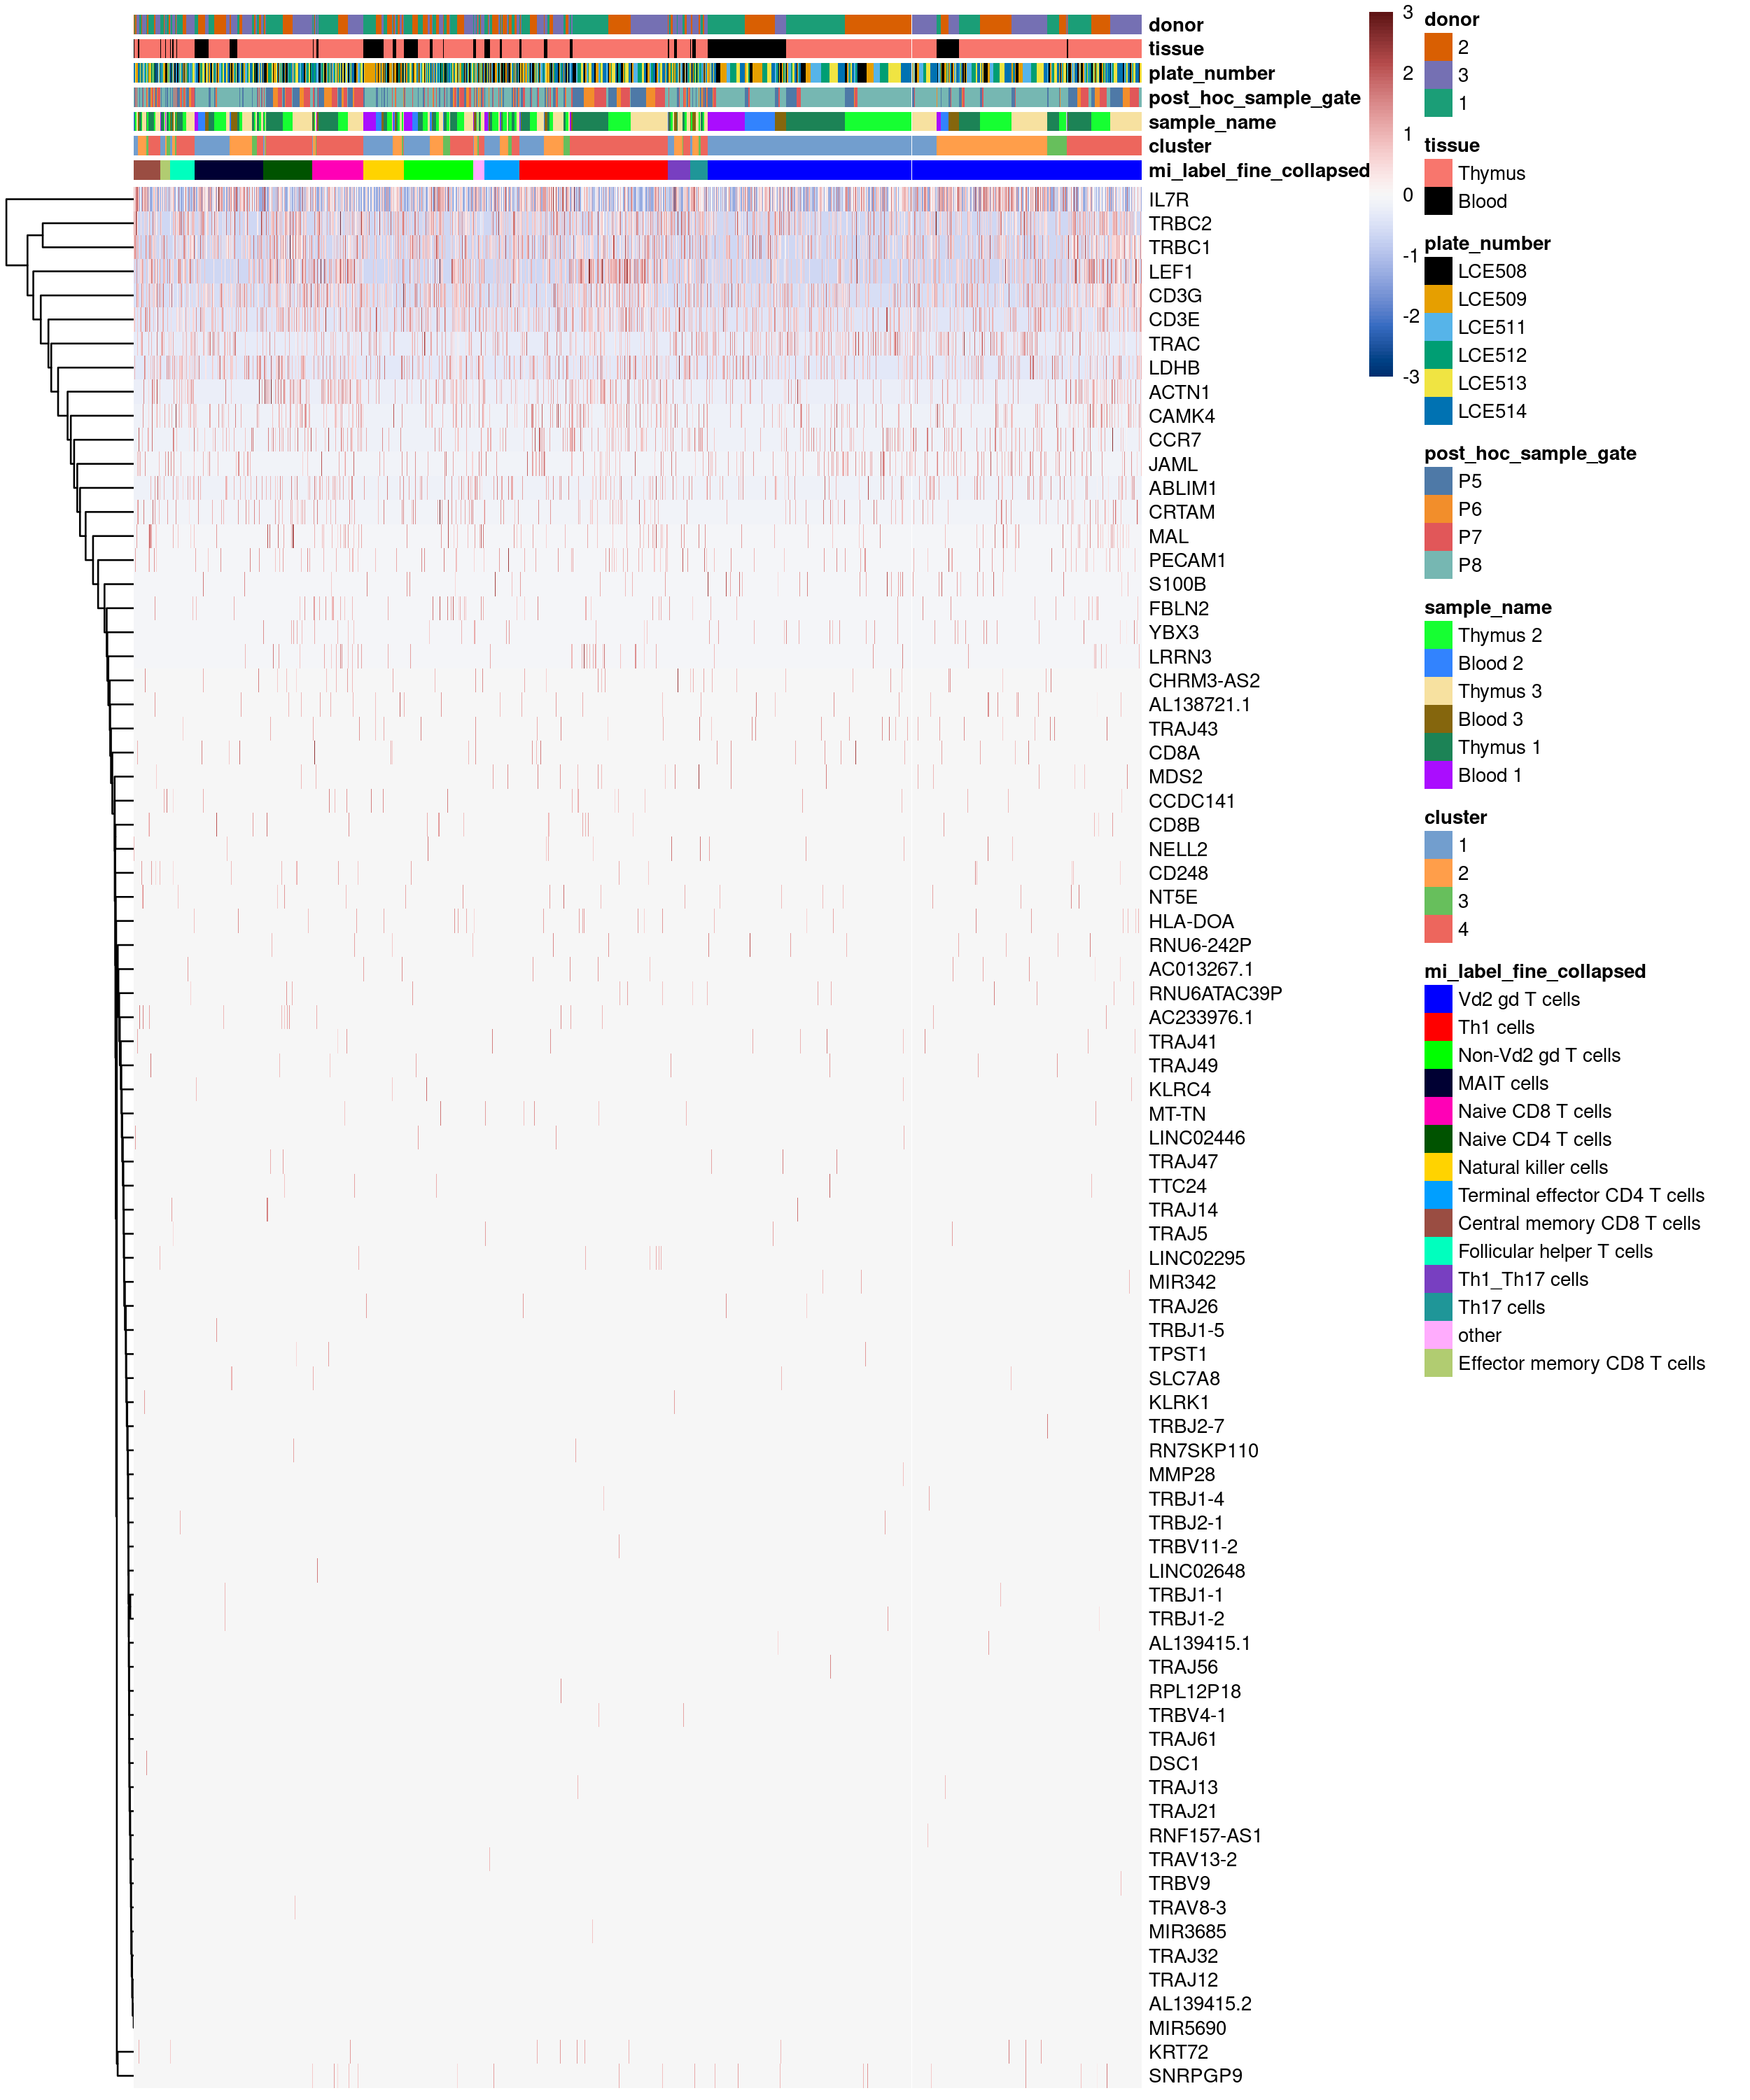 donor
tissue
plate_number
post_hoc_sample_gate
sample_name
cluster
mi_label_fine_collapsed
IL7R
TRBC2
TRBC1
LEF1
CD3G
CD3E
TRAC
LDHB
ACTN1
CAMK4
CCR7
JAML
ABLIM1
CRTAM
MAL
PECAM1
S100B
FBLN2
YBX3
LRRN3
CHRM3-AS2
AL138721.1
TRAJ43
CD8A
MDS2
CCDC141
CD8B
NELL2
CD248
NT5E
HLA-DOA
RNU6-242P
AC013267.1
RNU6ATAC39P
AC233976.1
TRAJ41
TRAJ49
KLRC4
MT-TN
LINC02446
TRAJ47
TTC24
TRAJ14
TRAJ5
LINC02295
MIR342
TRAJ26
TRBJ1-5
TPST1
SLC7A8
KLRK1
TRBJ2-7
RN7SKP110
MMP28
TRBJ1-4
TRBJ2-1
TRBV11-2
LINC02648
TRBJ1-1
TRBJ1-2
AL139415.1
TRAJ56
RPL12P18
TRBV4-1
TRAJ61
DSC1
TRAJ13
TRAJ21
RNF157-AS1
TRAV13-2
TRBV9
TRAV8-3
MIR3685
TRAJ32
TRAJ12
AL139415.2
MIR5690
KRT72
SNRPGP9
3
2
1
0
-1
-2
-3
donor
2
3
1
tissue
Thymus
Blood
plate_number
LCE508
LCE509
LCE511
LCE512
LCE513
LCE514
post_hoc_sample_gate
P5
P6
P7
P8
sample_name
Thymus 2
Blood 2
Thymus 3
Blood 3
Thymus 1
Blood 1
cluster
1
2
3
4
mi_label_fine_collapsed
Vd2 gd T cells
Th1 cells
Non-Vd2 gd T cells
MAIT cells
Naive CD8 T cells
Naive CD4 T cells
Natural killer cells
Terminal effector CD4 T cells
Central memory CD8 T cells
Follicular helper T cells
Th1_Th17 cells
Th17 cells
other
Effector memory CD8 T cells